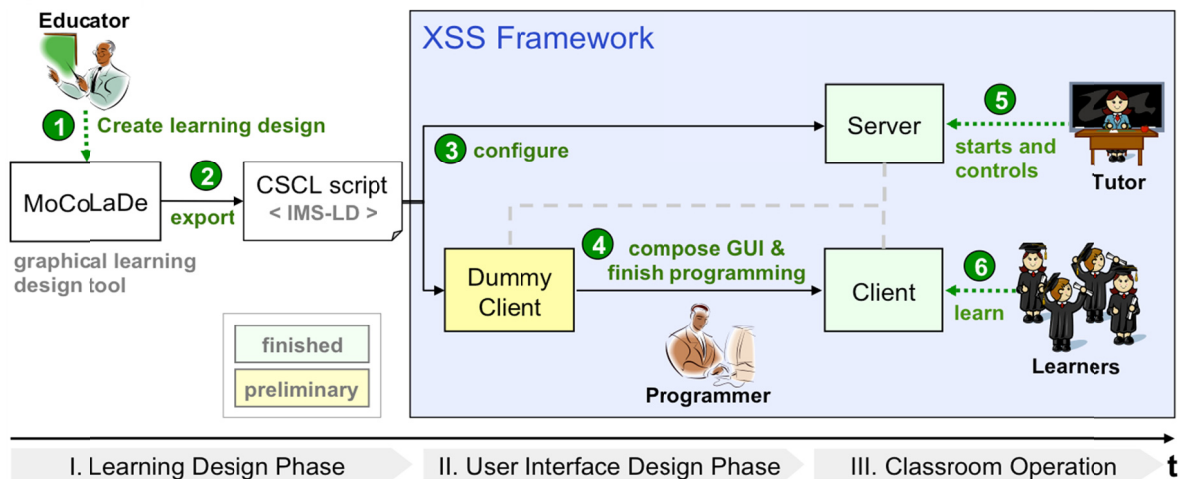 Educator
XSS Framework
1
Create learning design
MoCoLaDe
2
export
CSCL script
< IMS-LD >
3 configure
Server
5
starts and
controls
Tutor
graphical learning
design tool
Dummy
Client
4
compose GUI &
finish programming
Client
6
learn
Learners
Programmer
finished
preliminary
I. Learning Design Phase
II. User Interface Design Phase
III. Classroom Operation
t